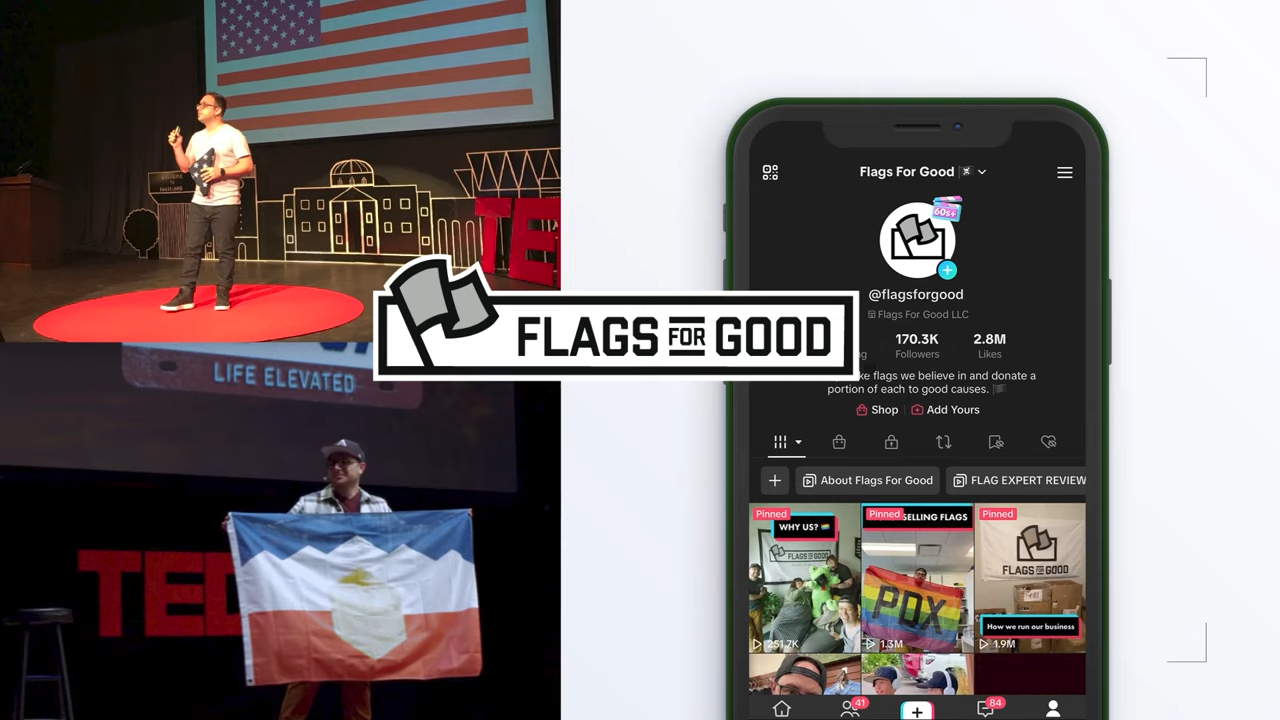 WELCOME TO
TE
LIFE ELEVATED
TED
FLAGS FOR GOOD
Flags For Good
60s+
@flagsforgood
Flags For Good LLC
170.3K
2.8M
Followers
Likes
ke flags we believe in and donate a
portion of each to good causes.
Shop
Add Yours
About Flags For Good
FLAG EXPERT REVIEW
Pinned
WHY US?
FLAGS FOR GOOD
251.7K
Pinned
SELLING FLAGS
PDX
1.3M
Pinned
FLAGS FOR GOOD
How we run our business
1.9M
41
84